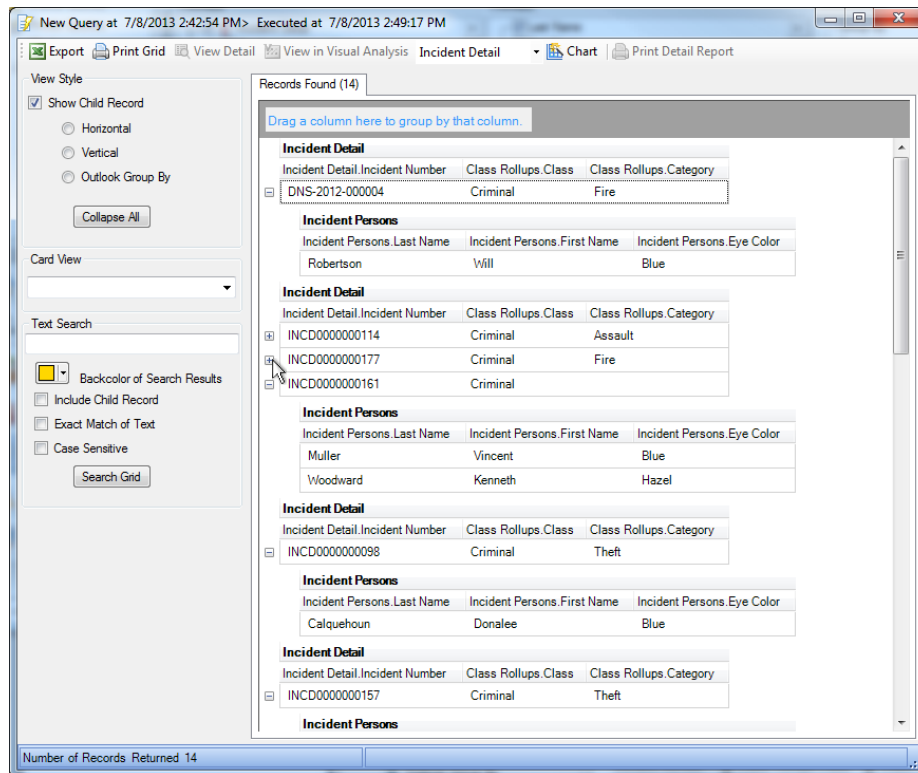 New Query at 7/8/2013 2:42:54 PM> Executed at 7/8/2013 2:49:17 PM
Export Print Grid View Detail View in Visual Analysis Incident Detail Chart Print Detail Report
View Style
Show Child Record
Horizontal
Vertical
Outlook Group By
Collapse All
Card View
Text Search
Backcolor of Search Results
Include Child Record
Exact Match of Text
Case Sensitive
Search Grid
Records Found (14)
Drag a column here to group by that column.
Incident Detail
Incident Detail.Incident Number Class Rollups.Class Class Rollups.Category
DNS-2012-000004 Criminal Fire
Incident Persons
Incident Persons.Last Name Incident Persons.First Name Incident Persons.Eye Color
Robertson Will Blue
Incident Detail
Incident Detail.Incident Number Class Rollups.Class Class Rollups.Category
INCD0000000114 Criminal Assault
INCD0000000177 Criminal Fire
INCD0000000161 Criminal
Incident Persons
Incident Persons.Last Name Incident Persons.First Name Incident Persons.Eye Color
Muller Vincent Blue
Woodward Kenneth Hazel
Incident Detail
Incident Detail.Incident Number Class Rollups.Class Class Rollups.Category
INCD0000000098 Criminal Theft
Incident Persons
Incident Persons.Last Name Incident Persons.First Name Incident Persons.Eye Color
Calquehoun Donalee Blue
Incident Detail
Incident Detail.Incident Number Class Rollups.Class Class Rollups.Category
INCD0000000157 Criminal Theft
Incident Persons
Number of Records Returned 14